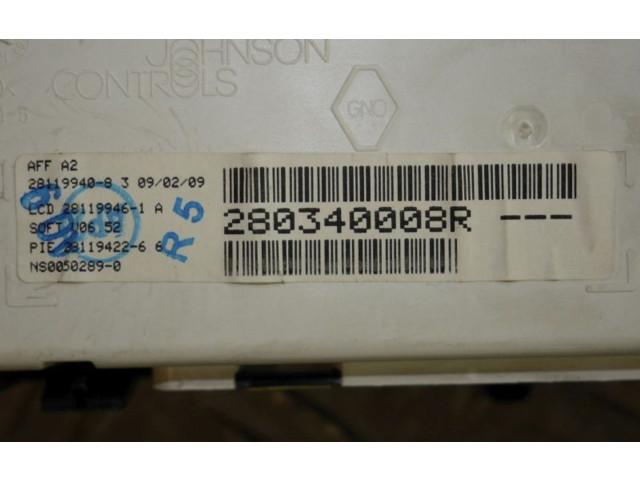 JOHNSON
CONTROLS
GND
AFF A2
28119940-8 3 09/02/09
LCD 28119946-1 A
SOFT V06.52
PIE 28119422-6 6
NS0050289-0
280340008R ---
R5